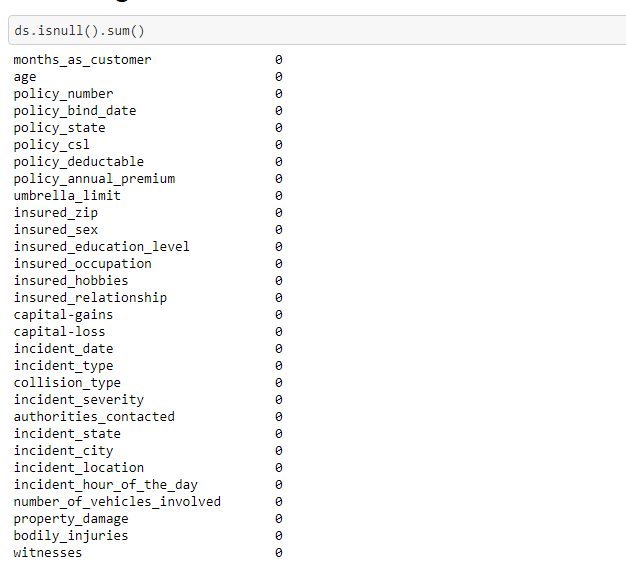 ds.isnull().sum()
months_as_customer 0
age 0
policy_number 0
policy_bind_date 0
policy_state 0
policy_csl 0
policy_deductable 0
policy_annual_premium 0
umbrella_limit 0
insured_zip 0
insured_sex 0
insured_education_level 0
insured_occupation 0
insured_hobbies 0
insured_relationship 0
capital-gains 0
capital-loss 0
incident_date 0
incident_type 0
collision_type 0
incident_severity 0
authorities_contacted 0
incident_state 0
incident_city 0
incident_location 0
incident_hour_of_the_day 0
number_of_vehicles_involved 0
property_damage 0
bodily_injuries 0
witnesses 0